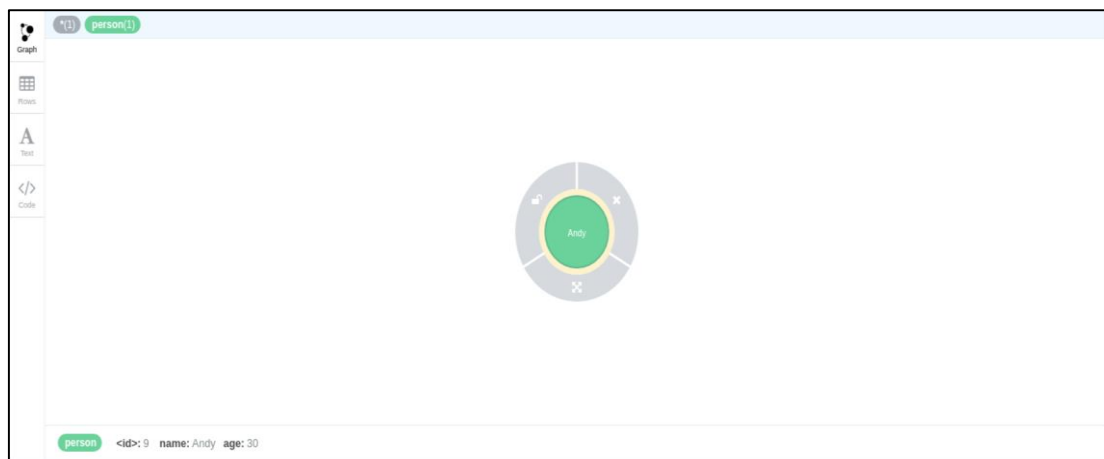 *(1) person(1)
Graph
Rows
A
Text
</>
Code
Andy
person <id>: 9 name: Andy age: 30